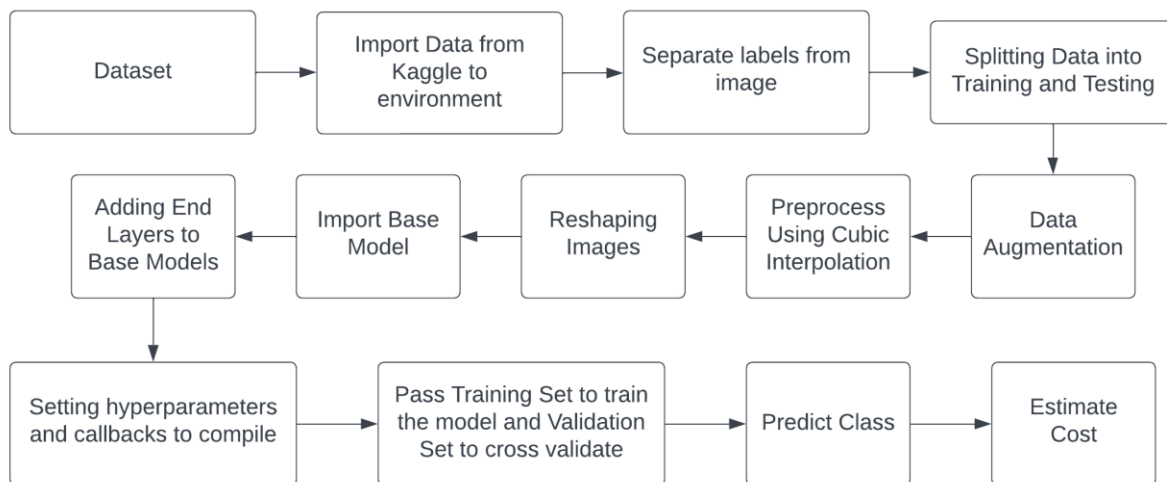 Dataset
Import Data from
Kaggle to
environment
Separate labels from
image
Splitting Data into
Training and Testing
Adding End
Layers to
Base Models
Import Base
Model
Reshaping
Images
Preprocess
Using Cubic
Interpolation
Data
Augmentation
Setting hyperparameters
and callbacks to compile
Pass Training Set to train
the model and Validation
Set to cross validate
Predict Class
Estimate
Cost